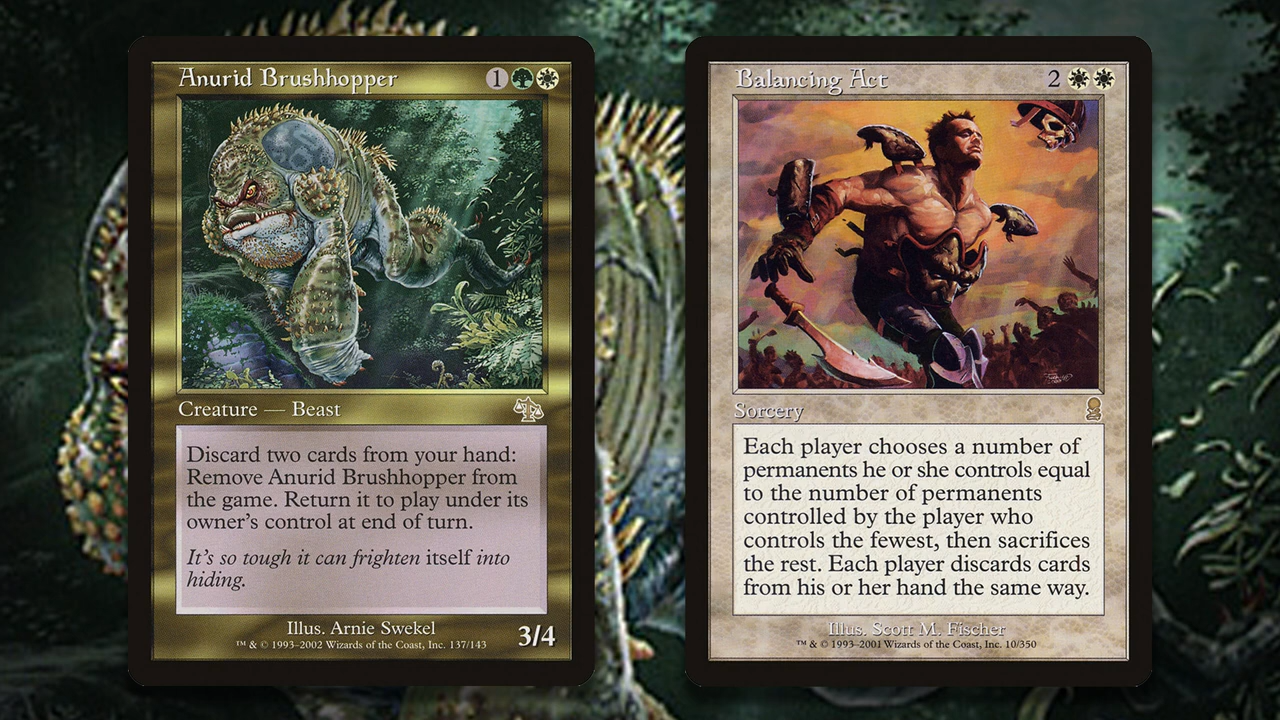 Anurid Brushhopper 1
Creature — Beast
Discard two cards from your hand:
Remove Anurid Brushhopper from
the game. Return it to play under its
owner's control at end of turn.
It's so tough it can frighten itself into
hiding.
Illus. Arnie Swekel
™ & © 1993–2002 Wizards of the Coast, Inc. 137/143
3/4
Balancing Act 2
Sorcery
Each player chooses a number of
permanents he or she controls equal
to the number of permanents
controlled by the player who
controls the fewest, then sacrifices
the rest. Each player discards cards
from his or her hand the same way.
Illus. Scott M. Fischer
™ & © 1993–2001 Wizards of the Coast, Inc. 10/350